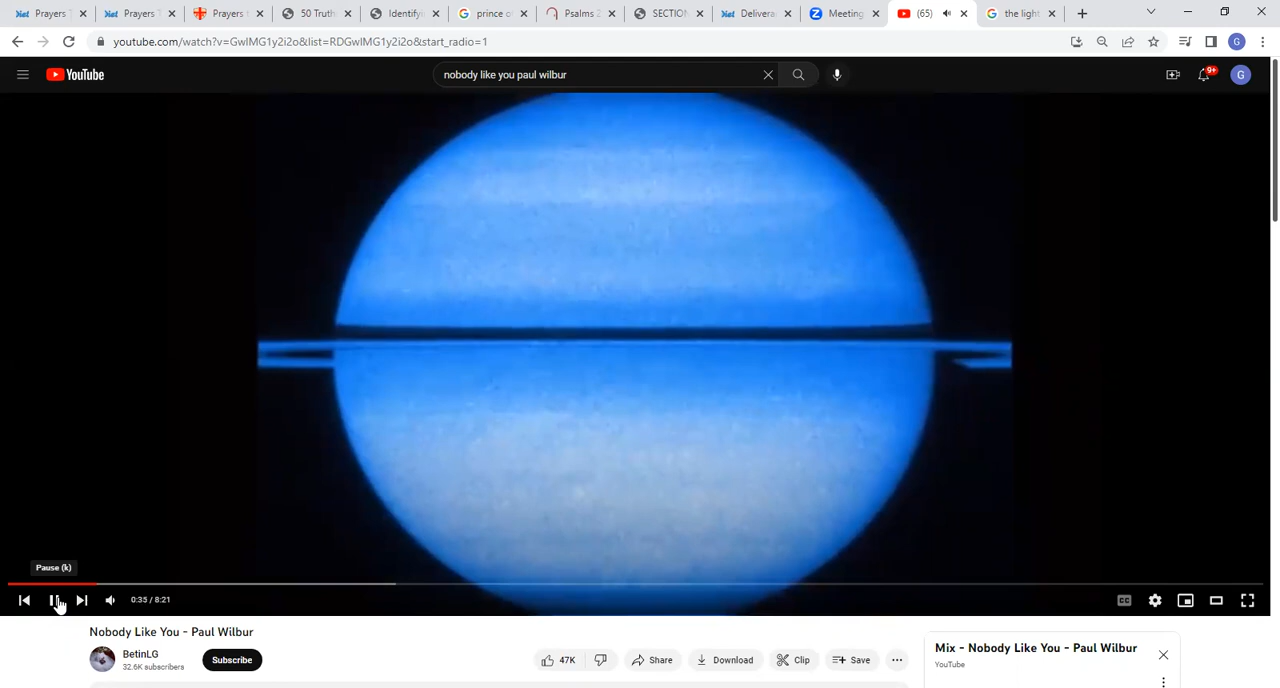 Prayers T
Prayers T
Prayers t
50 Truth
Identifyi
prince o
Psalms 2
SECTION
Delivera
Meeting
(65)
the light
youtube.com/watch?v=GwIMG1y2i2o&list=RDGwIMG1y2i2o&start_radio=1
G
YouTube
nobody like you paul wilbur
9+
G
Pause (k)
0:35 / 8:21
CC
Nobody Like You - Paul Wilbur
BetinLG
32.6K subscribers
Subscribe
47K
Share
Download
Clip
Save
Mix - Nobody Like You - Paul Wilbur
YouTube